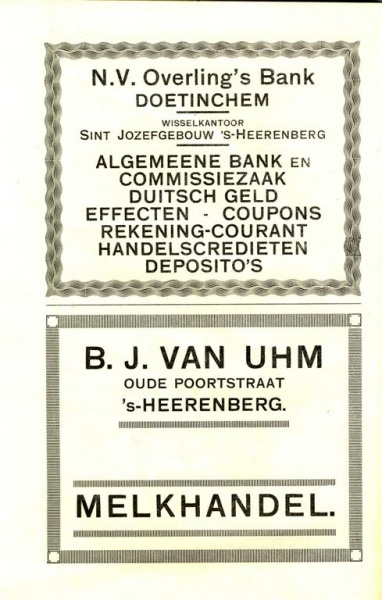 N.V. Overling's Bank
DOETINCHEM
WISSELKANTOOR
SINT JOZEFGEBOUW 'S-HEERENBERG
ALGEMEENE BANK EN
COMMISSIEZAAK
DUITSCH GELD
EFFECTEN - COUPONS
REKENING-COURANT
HANDELSCREDIETEN
DEPOSITO'S
B. J. VAN UHM
OUDE POORTSTRAAT
's-HEERENBERG.
MELKHANDEL.